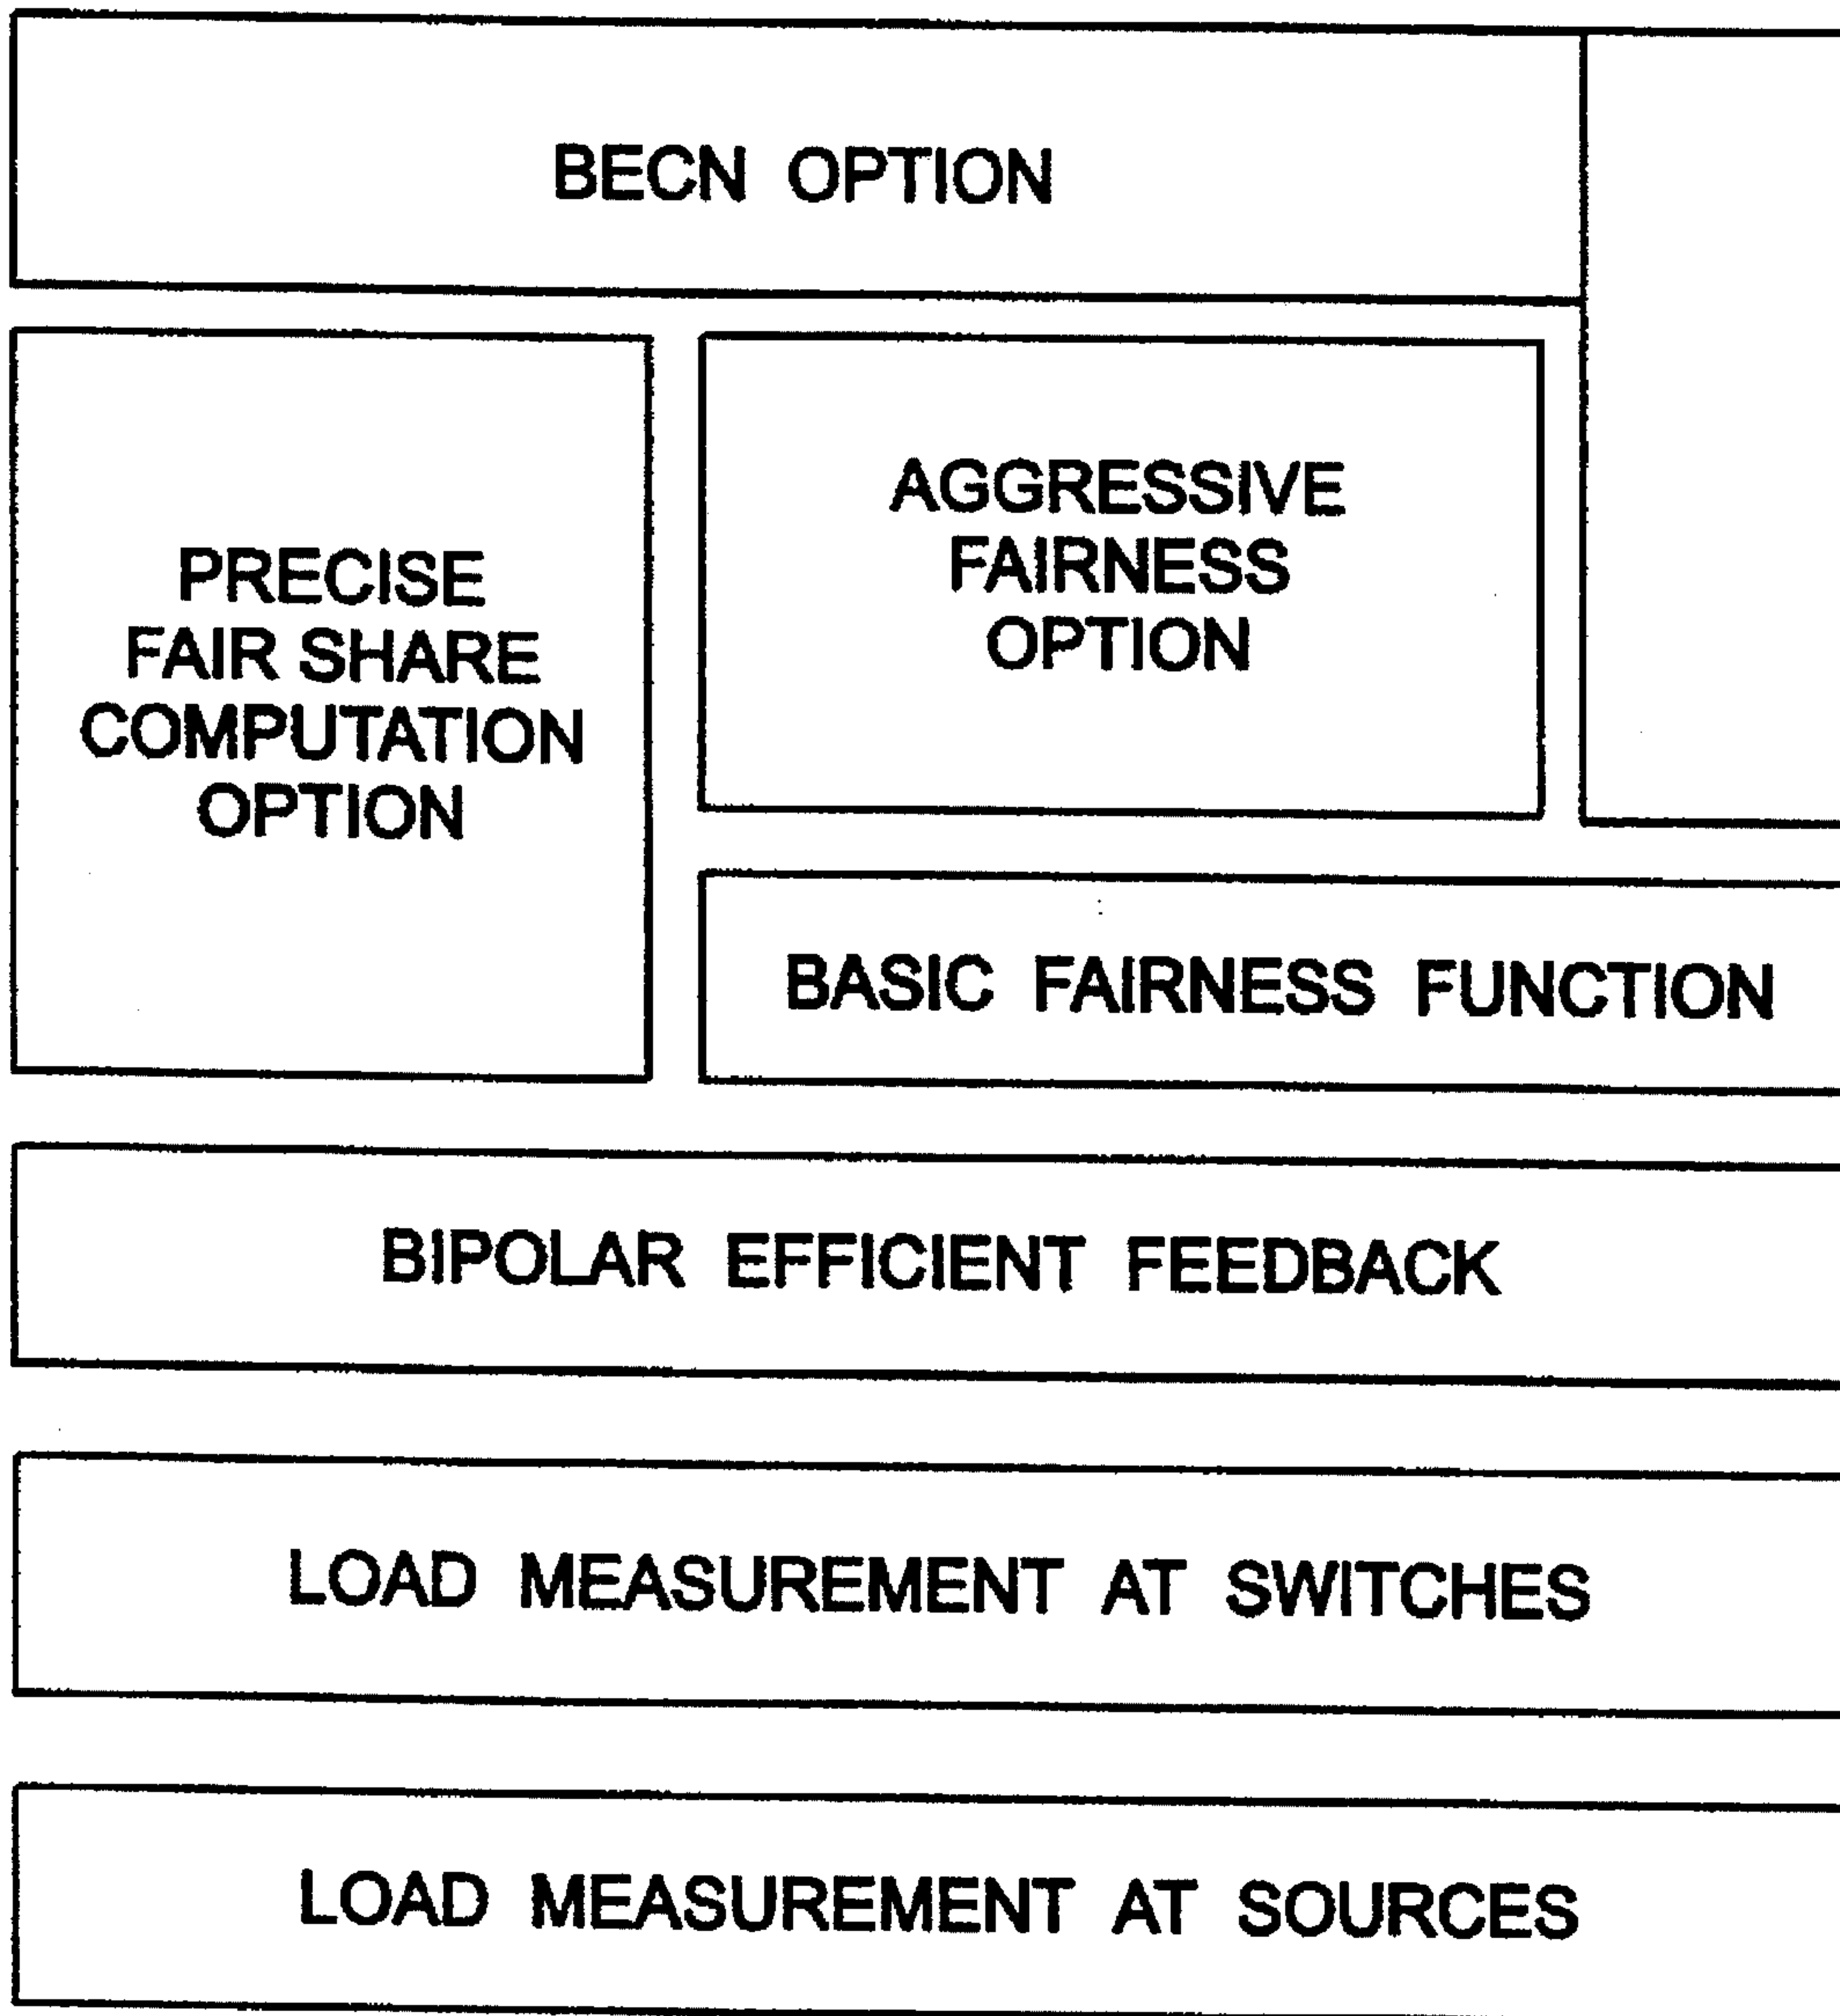 BECN OPTION
PRECISE
FAIR SHARE
COMPUTATION
OPTION
AGGRESSIVE
FAIRNESS
OPTION
BASIC FAIRNESS FUNCTION
BIPOLAR EFFICIENT FEEDBACK
LOAD MEASUREMENT AT SWITCHES
LOAD MEASUREMENT AT SOURCES